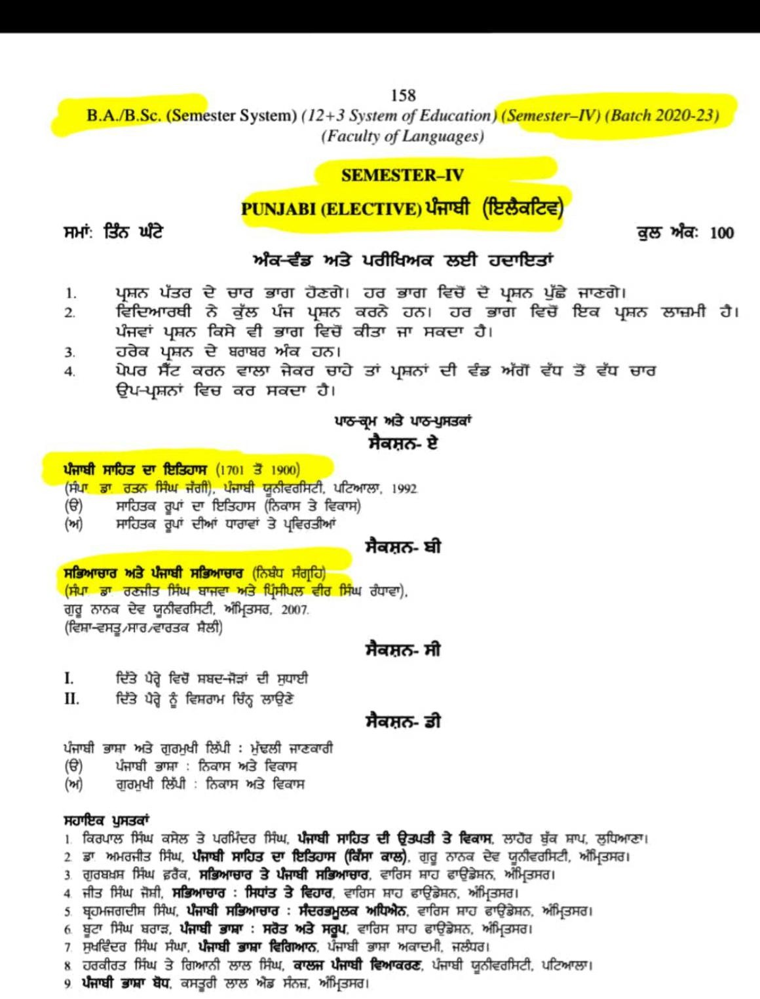 158
B.A./B.Sc. (Semester System) (12+3 System of Education) (Semester–IV) (Batch 2020-23)
(Faculty of Languages)
SEMESTER–IV
PUNJABI (ELECTIVE) ਪੰਜਾਬੀ (ਇਲੈਕਟਿਵ)
ਸਮਾਂ: ਤਿੰਨ ਘੰਟੇ ਕੁਲ ਅੰਕ: 100
ਅੰਕ-ਵੰਡ ਅਤੇ ਪਰੀਖਿਅਕ ਲਈ ਹਦਾਇਤਾਂ
1. ਪ੍ਰਸ਼ਨ ਪੱਤਰ ਦੇ ਚਾਰ ਭਾਗ ਹੋਣਗੇ। ਹਰ ਭਾਗ ਵਿਚੋਂ ਦੋ ਪ੍ਰਸ਼ਨ ਪੁੱਛੇ ਜਾਣਗੇ।
2. ਵਿਦਿਆਰਥੀ ਨੇ ਕੁੱਲ ਪੰਜ ਪ੍ਰਸ਼ਨ ਕਰਨੇ ਹਨ। ਹਰ ਭਾਗ ਵਿਚੋਂ ਇਕ ਪ੍ਰਸ਼ਨ ਲਾਜ਼ਮੀ ਹੈ।
ਪੰਜਵਾਂ ਪ੍ਰਸ਼ਨ ਕਿਸੇ ਵੀ ਭਾਗ ਵਿਚੋਂ ਕੀਤਾ ਜਾ ਸਕਦਾ ਹੈ।
3. ਹਰੇਕ ਪ੍ਰਸ਼ਨ ਦੇ ਬਰਾਬਰ ਅੰਕ ਹਨ।
4. ਪੇਪਰ ਸੈੱਟ ਕਰਨ ਵਾਲਾ ਜੇਕਰ ਚਾਹੇ ਤਾਂ ਪ੍ਰਸ਼ਨਾਂ ਦੀ ਵੰਡ ਅੱਗੋਂ ਵੱਧ ਤੋਂ ਵੱਧ ਚਾਰ
ਉਪ-ਪ੍ਰਸ਼ਨਾਂ ਵਿਚ ਕਰ ਸਕਦਾ ਹੈ।
ਪਾਠ-ਕ੍ਰਮ ਅਤੇ ਪਾਠ-ਪੁਸਤਕਾਂ
ਸੈਕਸ਼ਨ- ਏ
ਪੰਜਾਬੀ ਸਾਹਿਤ ਦਾ ਇਤਿਹਾਸ (1701 ਤੋਂ 1900)
(ਸੰਪਾ. ਡਾ. ਰਤਨ ਸਿੰਘ ਜੱਗੀ), ਪੰਜਾਬੀ ਯੂਨੀਵਰਸਿਟੀ, ਪਟਿਆਲਾ, 1992.
(ੳ) ਸਾਹਿਤਕ ਰੂਪਾਂ ਦਾ ਇਤਿਹਾਸ (ਨਿਕਾਸ ਤੇ ਵਿਕਾਸ)
(ਅ) ਸਾਹਿਤਕ ਰੂਪਾਂ ਦੀਆਂ ਧਾਰਾਵਾਂ ਤੇ ਪ੍ਰਵਿਰਤੀਆਂ
ਸੈਕਸ਼ਨ- ਬੀ
ਸਭਿਆਚਾਰ ਅਤੇ ਪੰਜਾਬੀ ਸਭਿਆਚਾਰ (ਨਿਬੰਧ ਸੰਗ੍ਰਹਿ)
(ਸੰਪਾ. ਡਾ. ਰਣਜੀਤ ਸਿੰਘ ਬਾਜਵਾ ਅਤੇ ਪ੍ਰਿੰਸੀਪਲ ਵੀਰ ਸਿੰਘ ਰੰਧਾਵਾ),
ਗੁਰੂ ਨਾਨਕ ਦੇਵ ਯੂਨੀਵਰਸਿਟੀ, ਅੰਮ੍ਰਿਤਸਰ, 2007.
(ਵਿਸ਼ਾ-ਵਸਤੂ/ਸਾਰ/ਵਾਰਤਕ ਸ਼ੈਲੀ)
ਸੈਕਸ਼ਨ- ਸੀ
I. ਦਿੱਤੇ ਪੈਰ੍ਹੇ ਵਿਚੋਂ ਸ਼ਬਦ-ਜੋੜਾਂ ਦੀ ਸੁਧਾਈ
II. ਦਿੱਤੇ ਪੈਰ੍ਹੇ ਨੂੰ ਵਿਸ਼ਰਾਮ ਚਿੰਨ੍ਹ ਲਾਉਣੇ
ਸੈਕਸ਼ਨ- ਡੀ
ਪੰਜਾਬੀ ਭਾਸ਼ਾ ਅਤੇ ਗੁਰਮੁਖੀ ਲਿੱਪੀ : ਮੁੱਢਲੀ ਜਾਣਕਾਰੀ
(ੳ) ਪੰਜਾਬੀ ਭਾਸ਼ਾ : ਨਿਕਾਸ ਅਤੇ ਵਿਕਾਸ
(ਅ) ਗੁਰਮੁਖੀ ਲਿੱਪੀ : ਨਿਕਾਸ ਅਤੇ ਵਿਕਾਸ
ਸਹਾਇਕ ਪੁਸਤਕਾਂ
1. ਕਿਰਪਾਲ ਸਿੰਘ ਕਸੇਲ ਤੇ ਪਰਮਿੰਦਰ ਸਿੰਘ, ਪੰਜਾਬੀ ਸਾਹਿਤ ਦੀ ਉਤਪਤੀ ਤੇ ਵਿਕਾਸ, ਲਾਹੌਰ ਬੁੱਕ ਸ਼ਾਪ, ਲੁਧਿਆਣਾ।
2. ਡਾ. ਅਮਰਜੀਤ ਸਿੰਘ, ਪੰਜਾਬੀ ਸਾਹਿਤ ਦਾ ਇਤਿਹਾਸ (ਕਿੱਸਾ ਕਾਲ), ਗੁਰੂ ਨਾਨਕ ਦੇਵ ਯੂਨੀਵਰਸਿਟੀ, ਅੰਮ੍ਰਿਤਸਰ।
3. ਗੁਰਬਖ਼ਸ਼ ਸਿੰਘ ਫ਼ਰੈਂਕ, ਸਭਿਆਚਾਰ ਤੇ ਪੰਜਾਬੀ ਸਭਿਆਚਾਰ, ਵਾਰਿਸ ਸ਼ਾਹ ਫਾਉਂਡੇਸ਼ਨ, ਅੰਮ੍ਰਿਤਸਰ।
4. ਜੀਤ ਸਿੰਘ ਜੋਸ਼ੀ, ਸਭਿਆਚਾਰ : ਸਿਧਾਂਤ ਤੇ ਵਿਹਾਰ, ਵਾਰਿਸ ਸ਼ਾਹ ਫਾਉਂਡੇਸ਼ਨ, ਅੰਮ੍ਰਿਤਸਰ।
5. ਬ੍ਰਹਮਜਗਦੀਸ਼ ਸਿੰਘ, ਪੰਜਾਬੀ ਸਭਿਆਚਾਰ : ਸੰਦਰਭਮੂਲਕ ਅਧਿਐਨ, ਵਾਰਿਸ ਸ਼ਾਹ ਫਾਉਂਡੇਸ਼ਨ, ਅੰਮ੍ਰਿਤਸਰ।
6. ਬੂਟਾ ਸਿੰਘ ਬਰਾੜ, ਪੰਜਾਬੀ ਭਾਸ਼ਾ : ਸਰੋਤ ਅਤੇ ਸਰੂਪ, ਵਾਰਿਸ ਸ਼ਾਹ ਫਾਉਂਡੇਸ਼ਨ, ਅੰਮ੍ਰਿਤਸਰ।
7. ਸੁਖਵਿੰਦਰ ਸਿੰਘ ਸੰਘਾ, ਪੰਜਾਬੀ ਭਾਸ਼ਾ ਵਿਗਿਆਨ, ਪੰਜਾਬੀ ਭਾਸ਼ਾ ਅਕਾਦਮੀ, ਜਲੰਧਰ।
8. ਹਰਕੀਰਤ ਸਿੰਘ ਤੇ ਗਿਆਨੀ ਲਾਲ ਸਿੰਘ, ਕਾਲਜ ਪੰਜਾਬੀ ਵਿਆਕਰਣ, ਪੰਜਾਬੀ ਯੂਨੀਵਰਸਿਟੀ, ਪਟਿਆਲਾ।
9. ਪੰਜਾਬੀ ਭਾਸ਼ਾ ਬੋਧ, ਕਸਤੂਰੀ ਲਾਲ ਐਂਡ ਸੰਨਜ਼, ਅੰਮ੍ਰਿਤਸਰ।